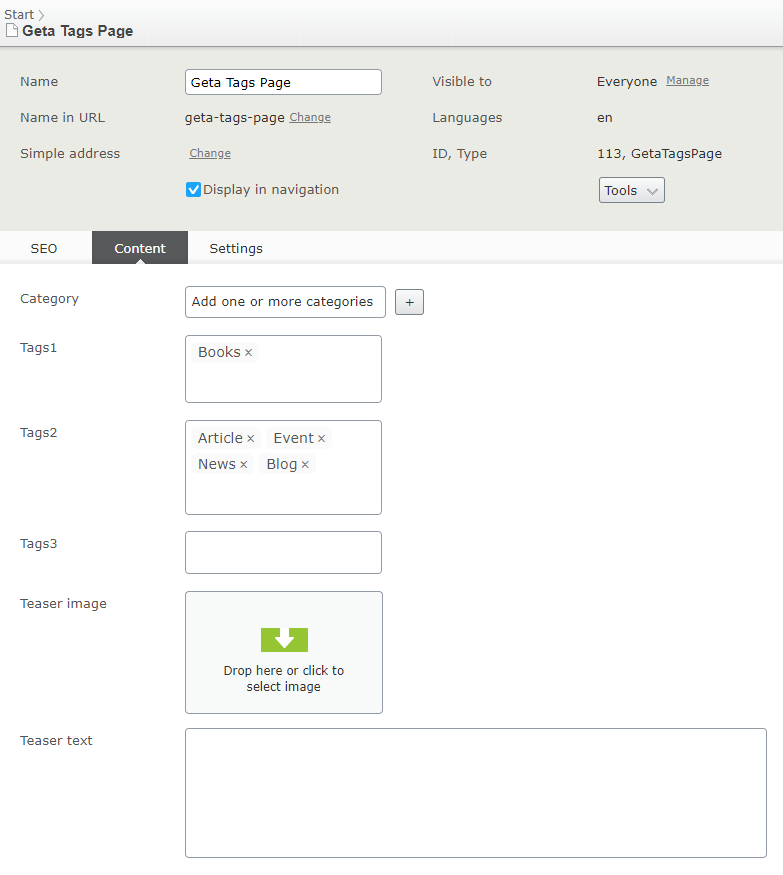 Start
Geta Tags Page
Name
Geta Tags Page
Visible to
Everyone Manage
Name in URL
geta-tags-page Change
Languages
en
Simple address
Change
ID, Type
113, GetaTagsPage
Display in navigation
Tools
SEO
Content
Settings
Category
Add one or more categories
+
Tags1
Books ×
Tags2
Article × Event ×
News × Blog ×
Tags3
Teaser image
Drop here or click to
select image
Teaser text